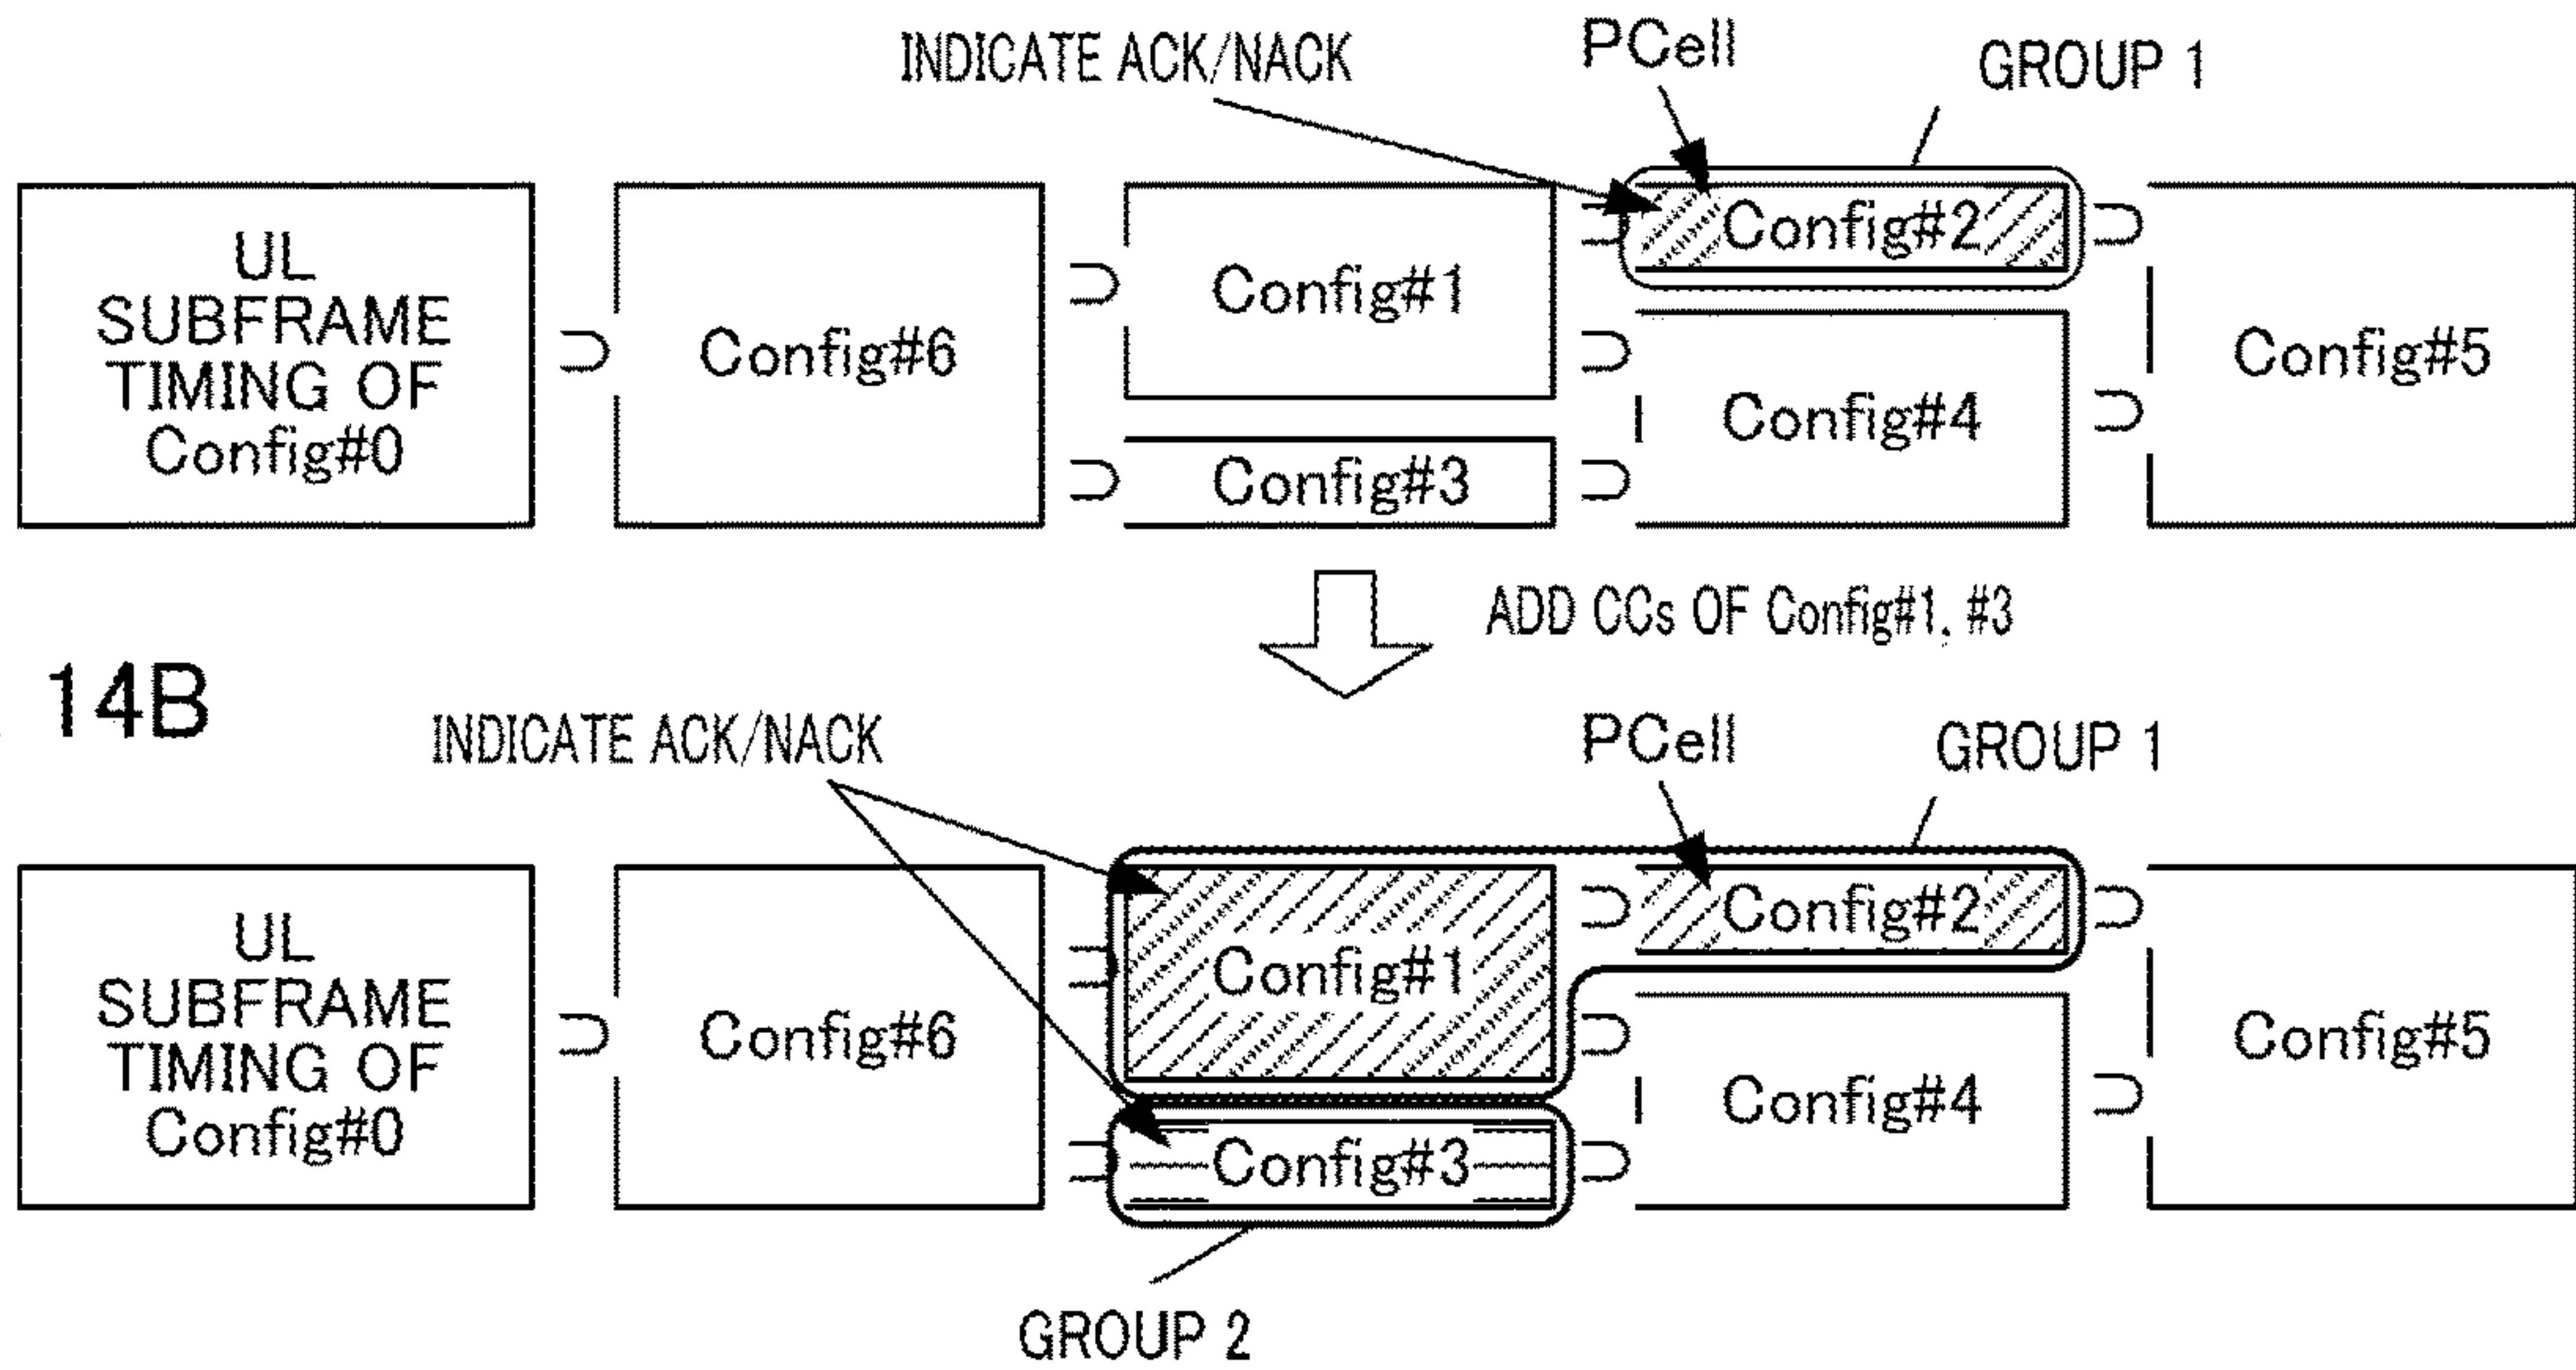 INDICATE ACK/NACK
PCell
GROUP 1
UL
SUBFRAME
TIMING OF
Config#0
⊃
Config#6
⊃
Config#1
⊃
Config#2
⊃
Config#5
⊃
Config#4
⊃
⊃
Config#3
⊃
ADD CCs OF Config#1, #3
14B
INDICATE ACK/NACK
PCell
GROUP 1
UL
SUBFRAME
TIMING OF
Config#0
⊃
Config#6
⊃
Config#1
⊃
Config#2
⊃
Config#5
⊃
Config#4
⊃
⊃
Config#3
⊃
GROUP 2